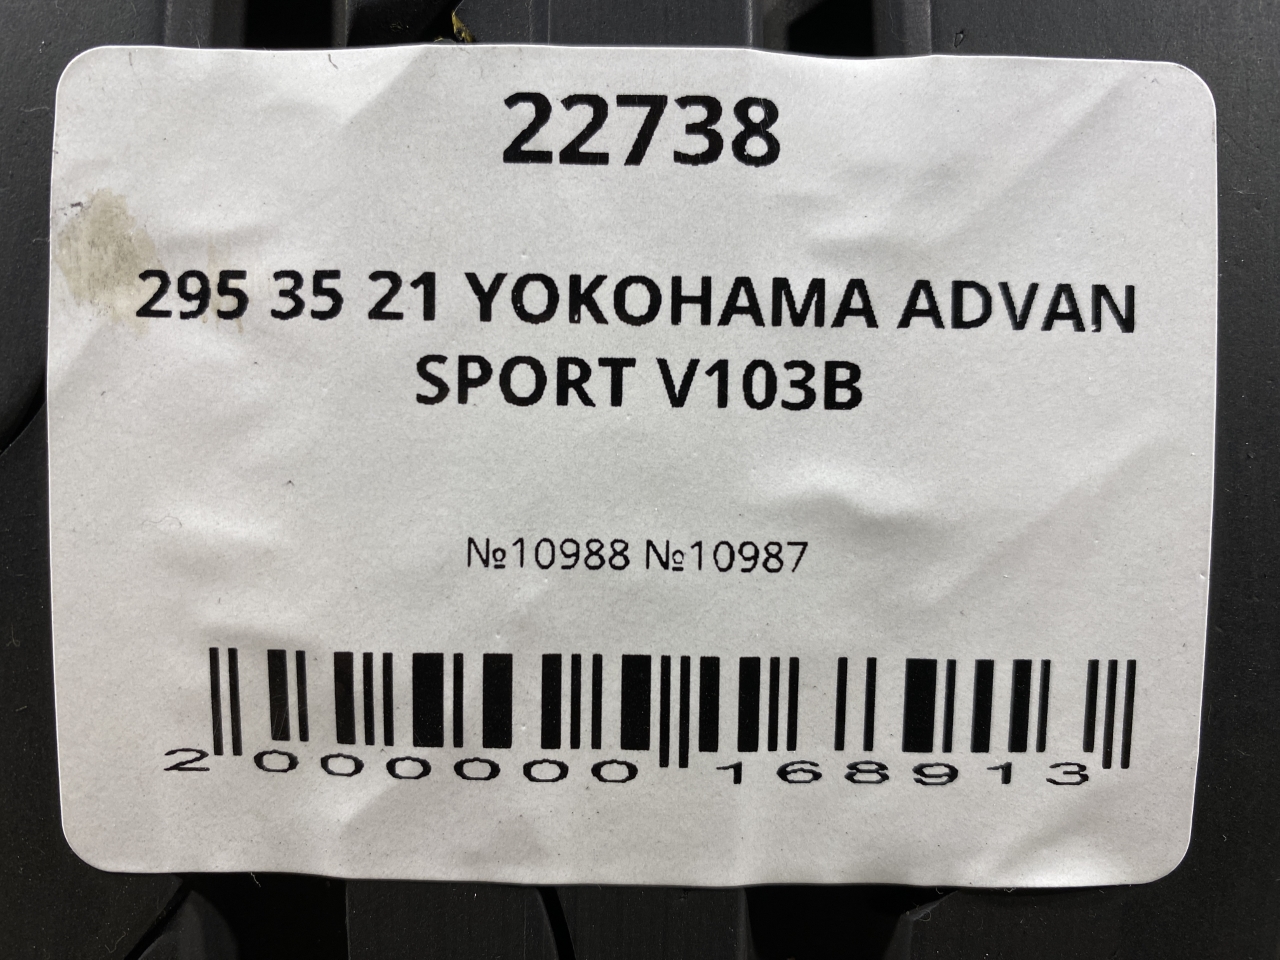 22738
295 35 21 YOKOHAMA ADVAN
SPORT V103B
№10988 №10987
2 000000 168913